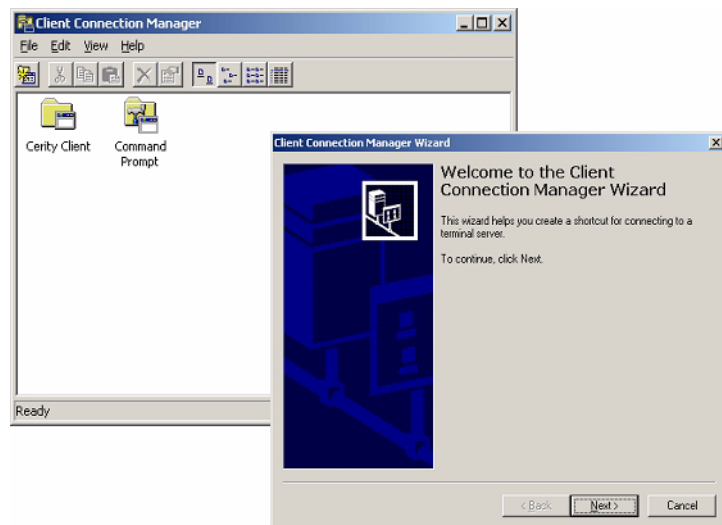 Client Connection Manager
File Edit View Help
Cerity Client
Command
Prompt
Ready
Client Connection Manager Wizard
Welcome to the Client
Connection Manager Wizard
This wizard helps you create a shortcut for connecting to a
terminal server.
To continue, click Next.
< Back Next > Cancel